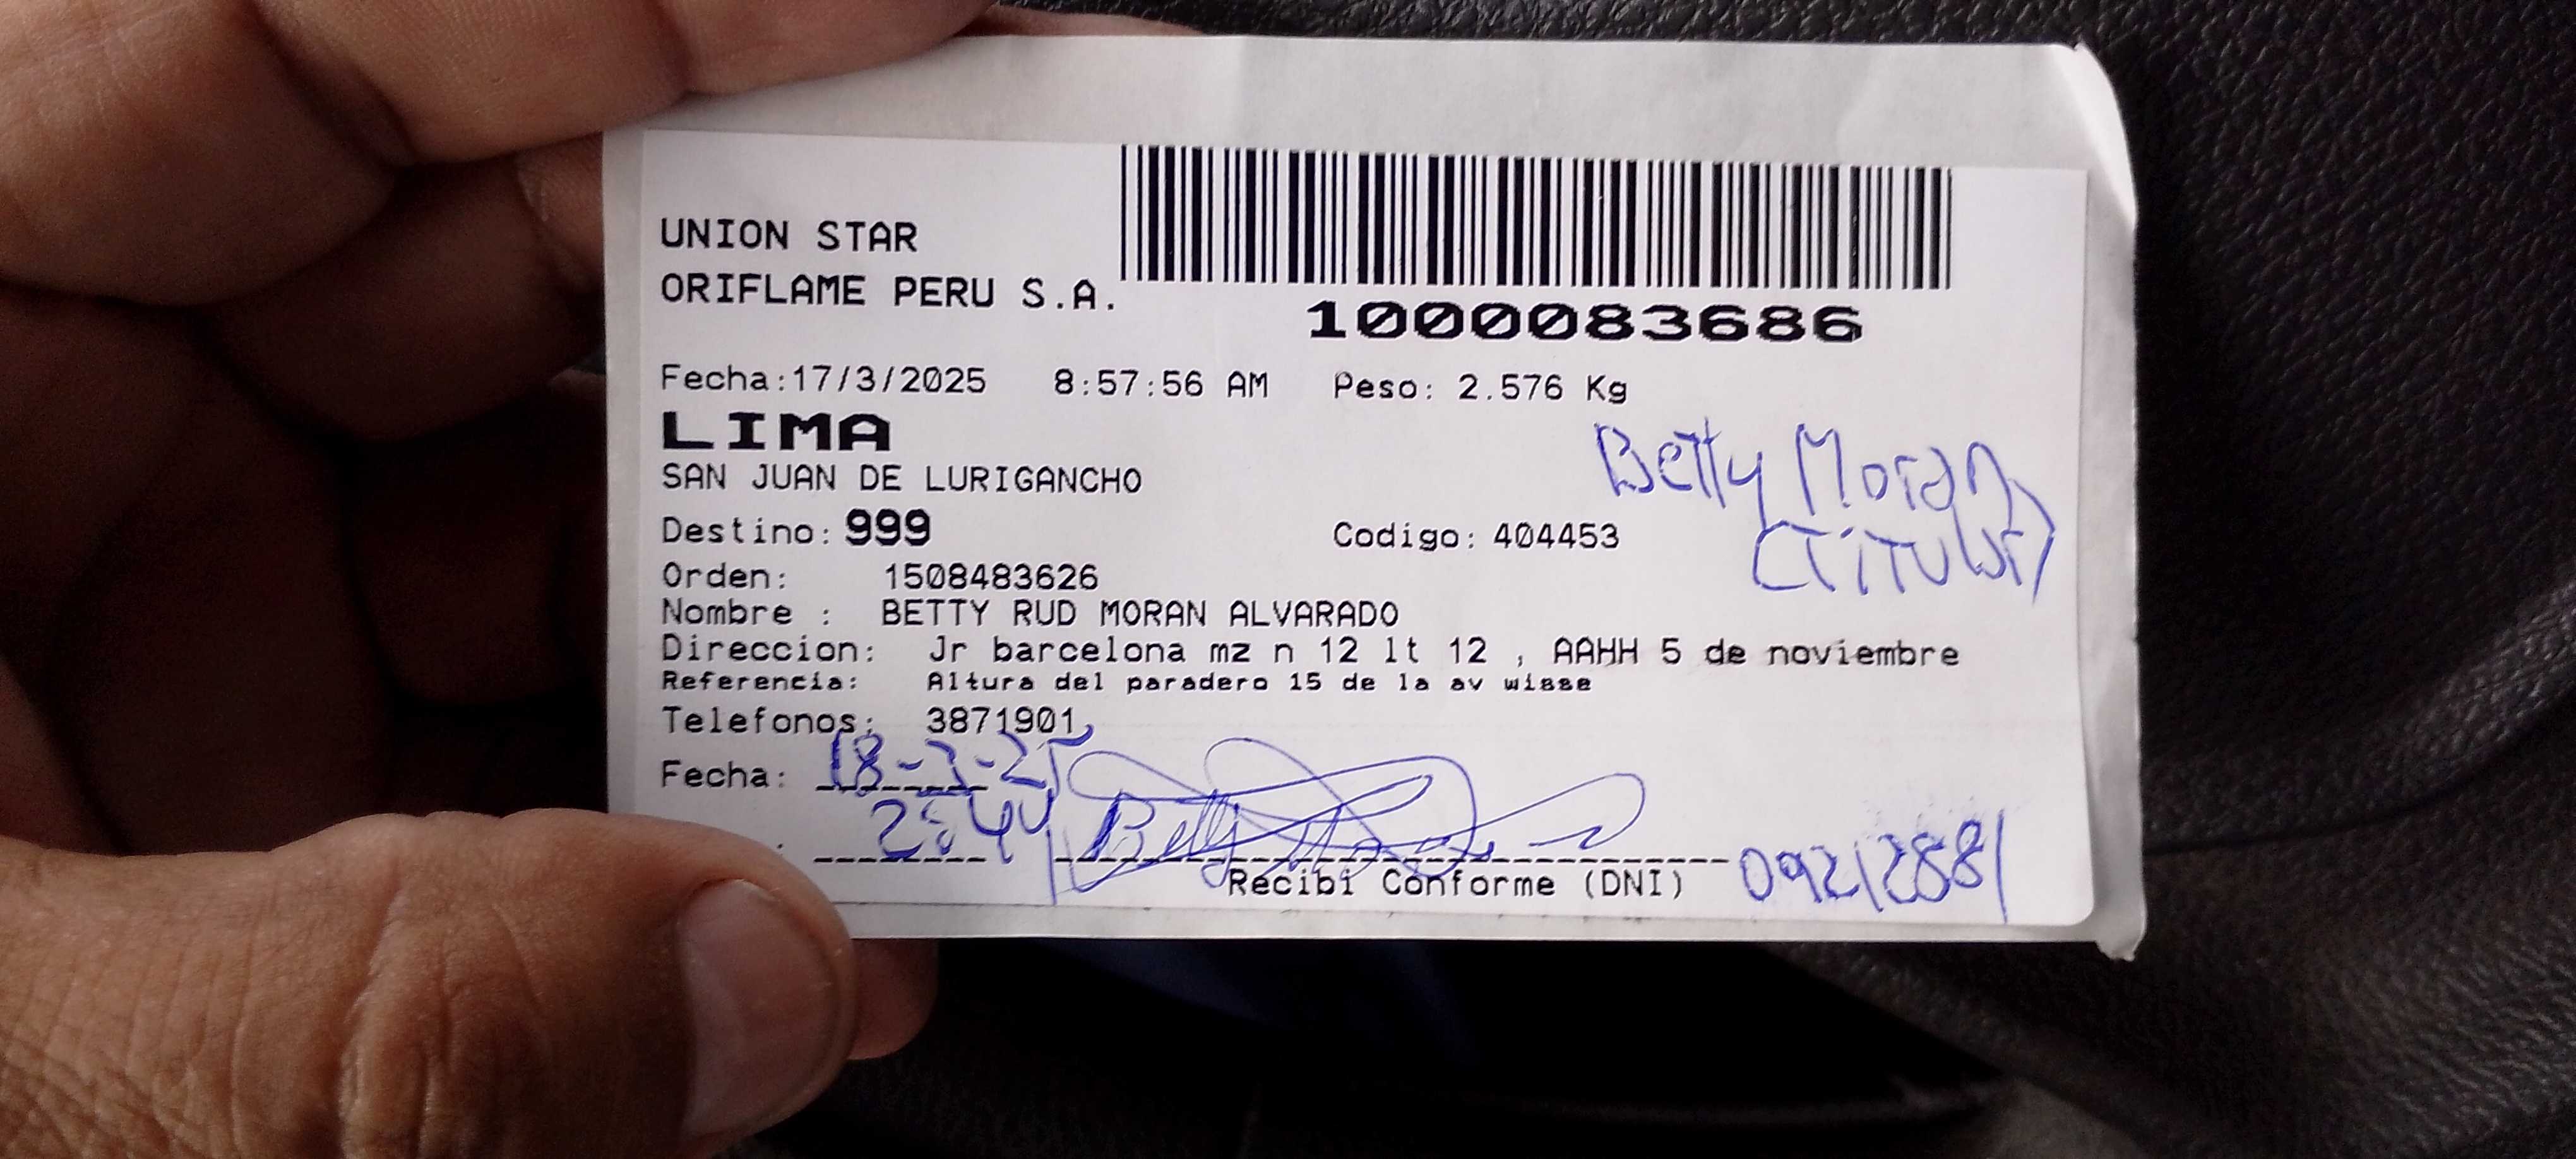 UNION STAR
ORIFLAME PERU S.A.
1000083686
Fecha:17/3/2025 8:57:56 AM Peso: 2.576 Kg
LIMA
SAN JUAN DE LURIGANCHO
Betty Moran
(TiTular)
Destino: 999 Codigo: 404453
Orden: 1508483626
Nombre : BETTY RUD MORAN ALVARADO
Direccion: Jr barcelona mz n 12 lt 12 , AAHH 5 de noviembre
Referencia: Altura del paradero 15 de la av wisse
Telefonos: 3871901
Fecha: 18-3-25
2:40 Betty
Recibi Conforme (DNI) 09212881